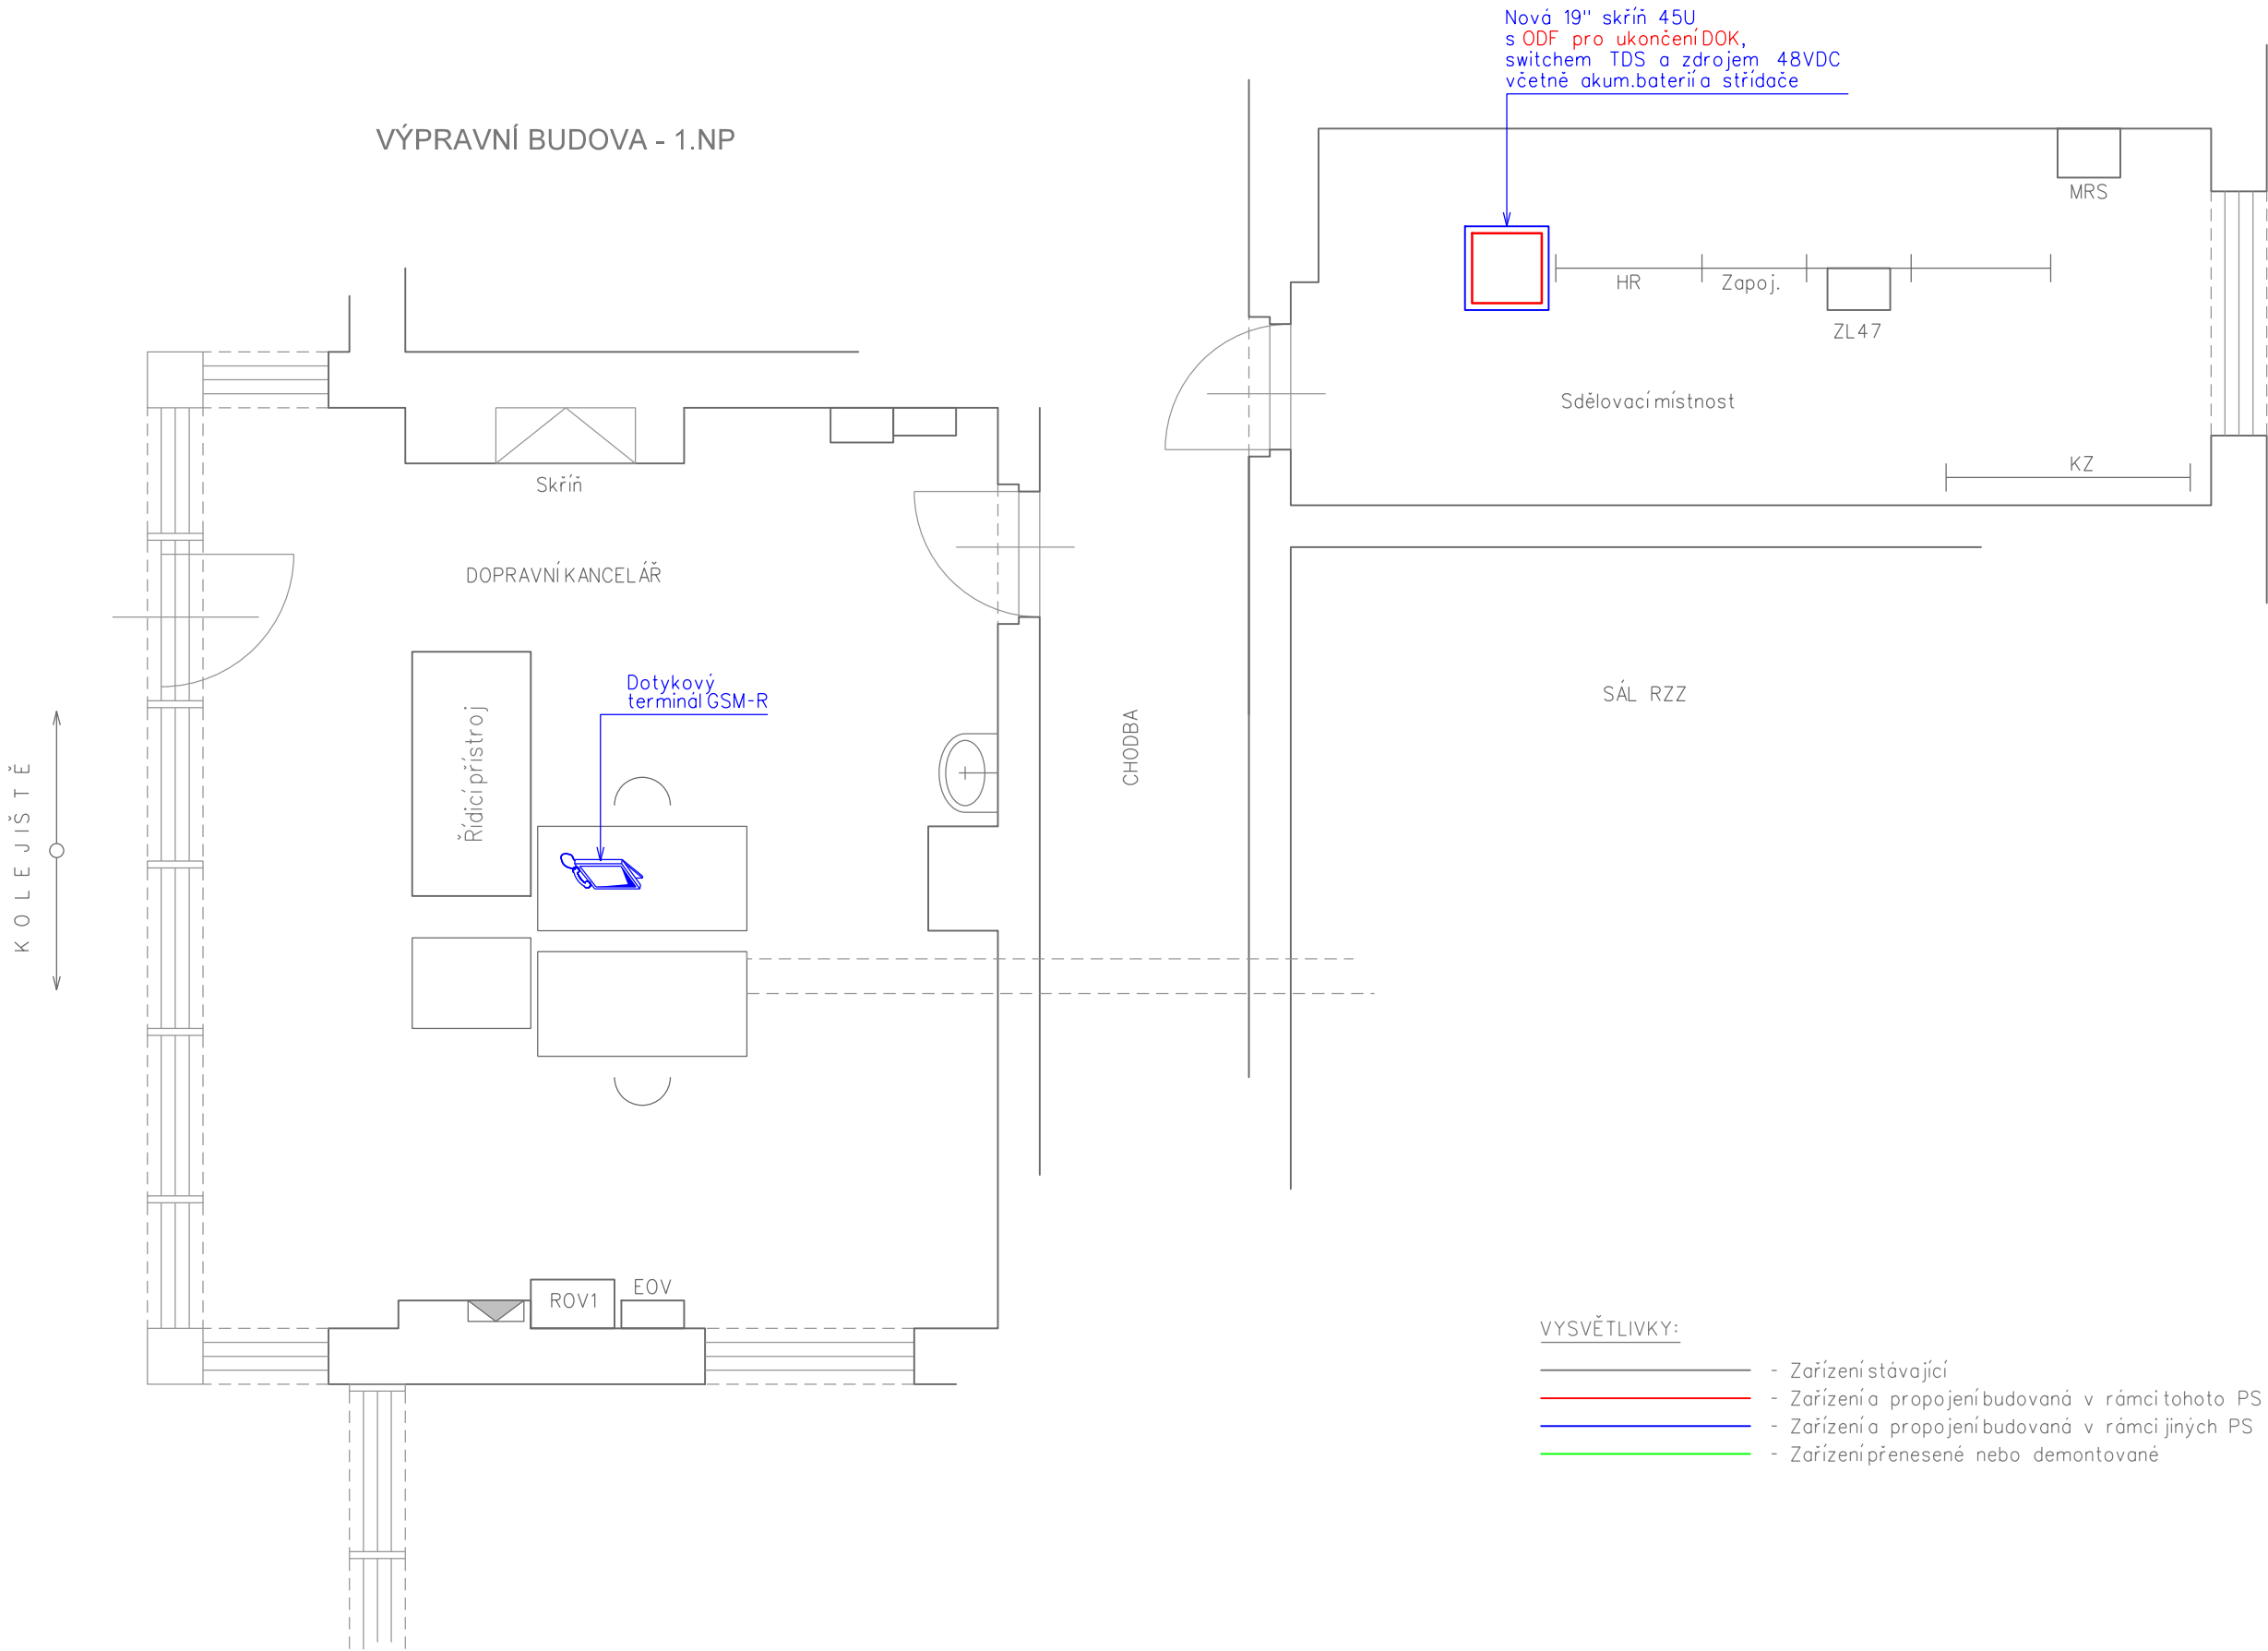 Nová 19" skříň 45U
s ODF pro ukončení DOK,
switchem TDS a zdrojem 48VDC
včetně akum.baterií a střídače
VÝPRAVNÍ BUDOVA - 1.NP
MRS
HR
Zapoj.
ZL47
Sdělovací místnost
KZ
Skříň
DOPRAVNÍ KANCELÁŘ
Dotykový
terminál GSM-R
Řídicí přístroj
SÁL RZZ
CHODBA
KOLEJIŠTĚ
ROV1
EOV
VYSVĚTLIVKY:
- Zařízení stávající
- Zařízení a propojení budovaná v rámci tohoto PS
- Zařízení a propojení budovaná v rámci jiných PS
- Zařízení přenesené nebo demontované